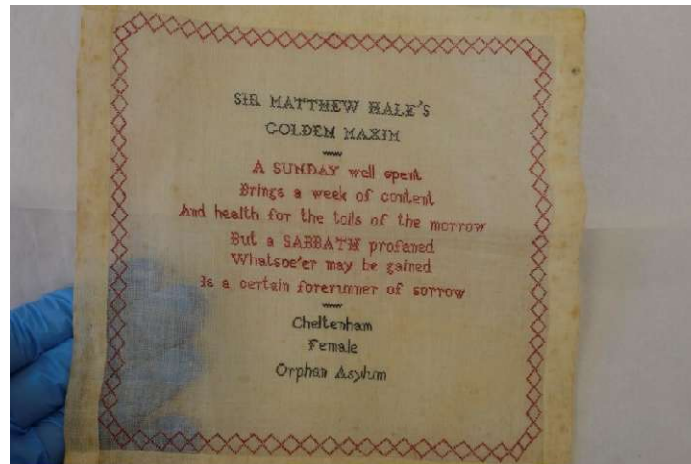 SIR MATTHEW HALE'S
GOLDEN MAXIM
A SUNDAY well spent
Brings a week of content
And health for the toils of the morrow
But a SABBATH profaned
Whatsoe'er may be gained
Is a certain forerunner of sorrow
Cheltenham
Female
Orphan Asylum